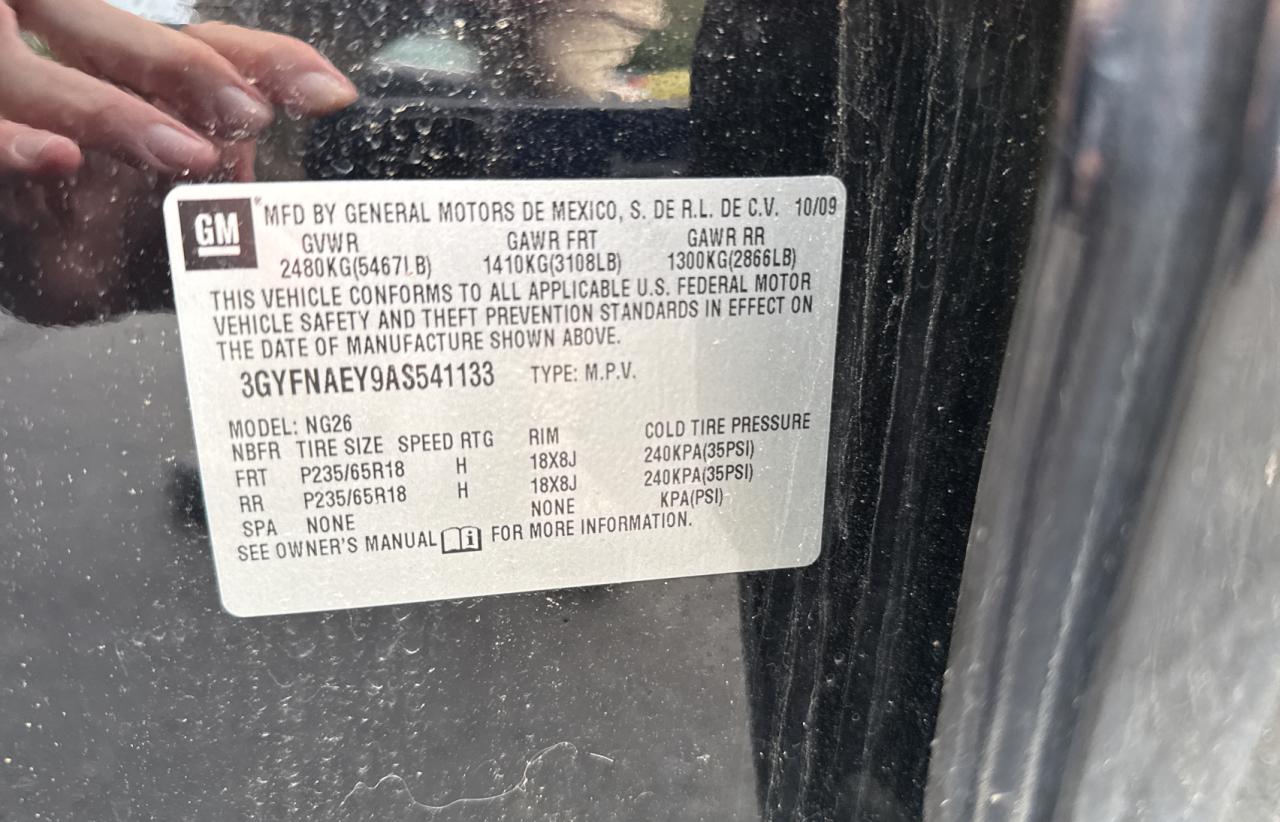 GM ® MFD BY GENERAL MOTORS DE MEXICO, S. DE R.L. DE C.V. 10/09
GVWR GAWR FRT GAWR RR
2480KG(5467LB) 1410KG(3108LB) 1300KG(2866LB)
THIS VEHICLE CONFORMS TO ALL APPLICABLE U.S. FEDERAL MOTOR
VEHICLE SAFETY AND THEFT PREVENTION STANDARDS IN EFFECT ON
THE DATE OF MANUFACTURE SHOWN ABOVE.
3GYFNAEY9AS541133 TYPE: M.P.V.
MODEL: NG26
NBFR TIRE SIZE SPEED RTG RIM COLD TIRE PRESSURE
FRT P235/65R18 H 18X8J 240KPA(35PSI)
RR P235/65R18 H 18X8J 240KPA(35PSI)
SPA NONE NONE KPA(PSI)
SEE OWNER'S MANUAL i FOR MORE INFORMATION.